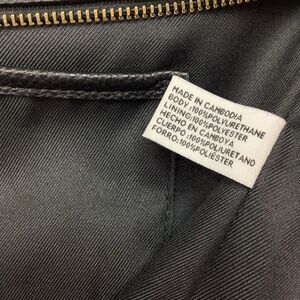 MADE IN CAMBODIA
BODY :100%POLYURETHANE
LINING:100%POLYESTER
HECHO EN CAMBOYA
CUERPO :100%POLIURETANO
FORRO:100%POLIESTER